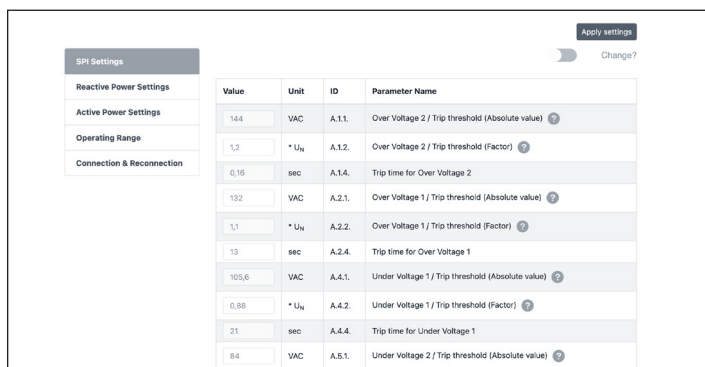 Apply settings
Change?
SPI Settings
Reactive Power Settings
Active Power Settings
Operating Range
Connection & Reconnection
Value Unit ID Parameter Name
144 VAC A.1.1. Over Voltage 2 / Trip threshold (Absolute value) ?
1,2 * UN A.1.2. Over Voltage 2 / Trip threshold (Factor) ?
0,16 sec A.1.4. Trip time for Over Voltage 2
132 VAC A.2.1. Over Voltage 1 / Trip threshold (Absolute value) ?
1,1 * UN A.2.2. Over Voltage 1 / Trip threshold (Factor) ?
13 sec A.2.4. Trip time for Over Voltage 1
105,6 VAC A.4.1. Under Voltage 1 / Trip threshold (Absolute value) ?
0,88 * UN A.4.2. Under Voltage 1 / Trip threshold (Factor) ?
21 sec A.4.4. Trip time for Under Voltage 1
84 VAC A.5.1. Under Voltage 2 / Trip threshold (Absolute value) ?